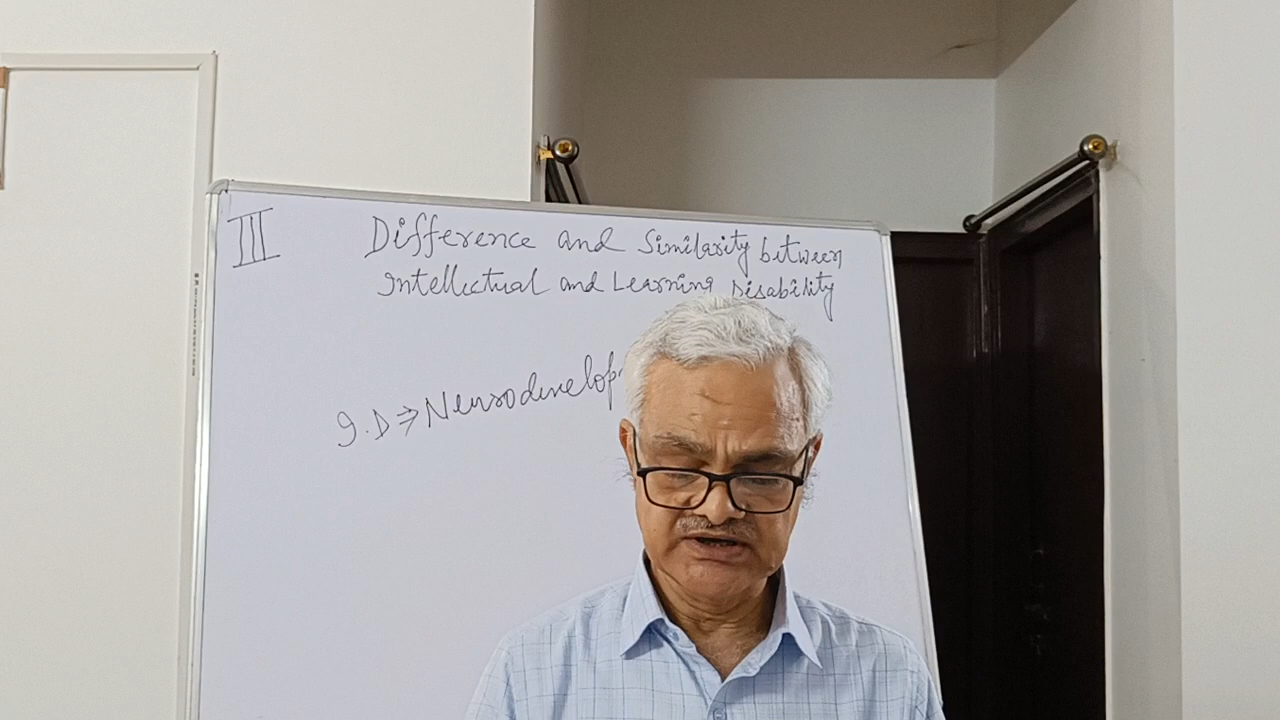 III
Difference and Similarity between
Intellectual and Learning Disability
I.D ⇒ Neurodevelop